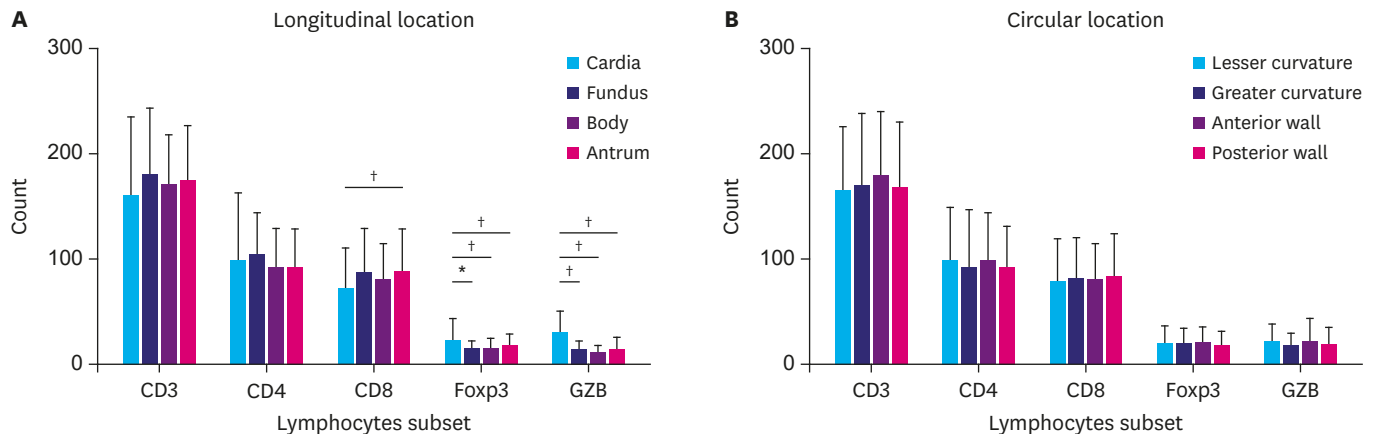 A
Longitudinal location
300
200
100
0
Count
Cardia
Fundus
Body
Antrum
†
†
†
*
†
†
†
CD3
CD4
CD8
Foxp3
GZB
Lymphocytes subset
B
Circular location
300
200
100
0
Count
Lesser curvature
Greater curvature
Anterior wall
Posterior wall
CD3
CD4
CD8
Foxp3
GZB
Lymphocytes subset